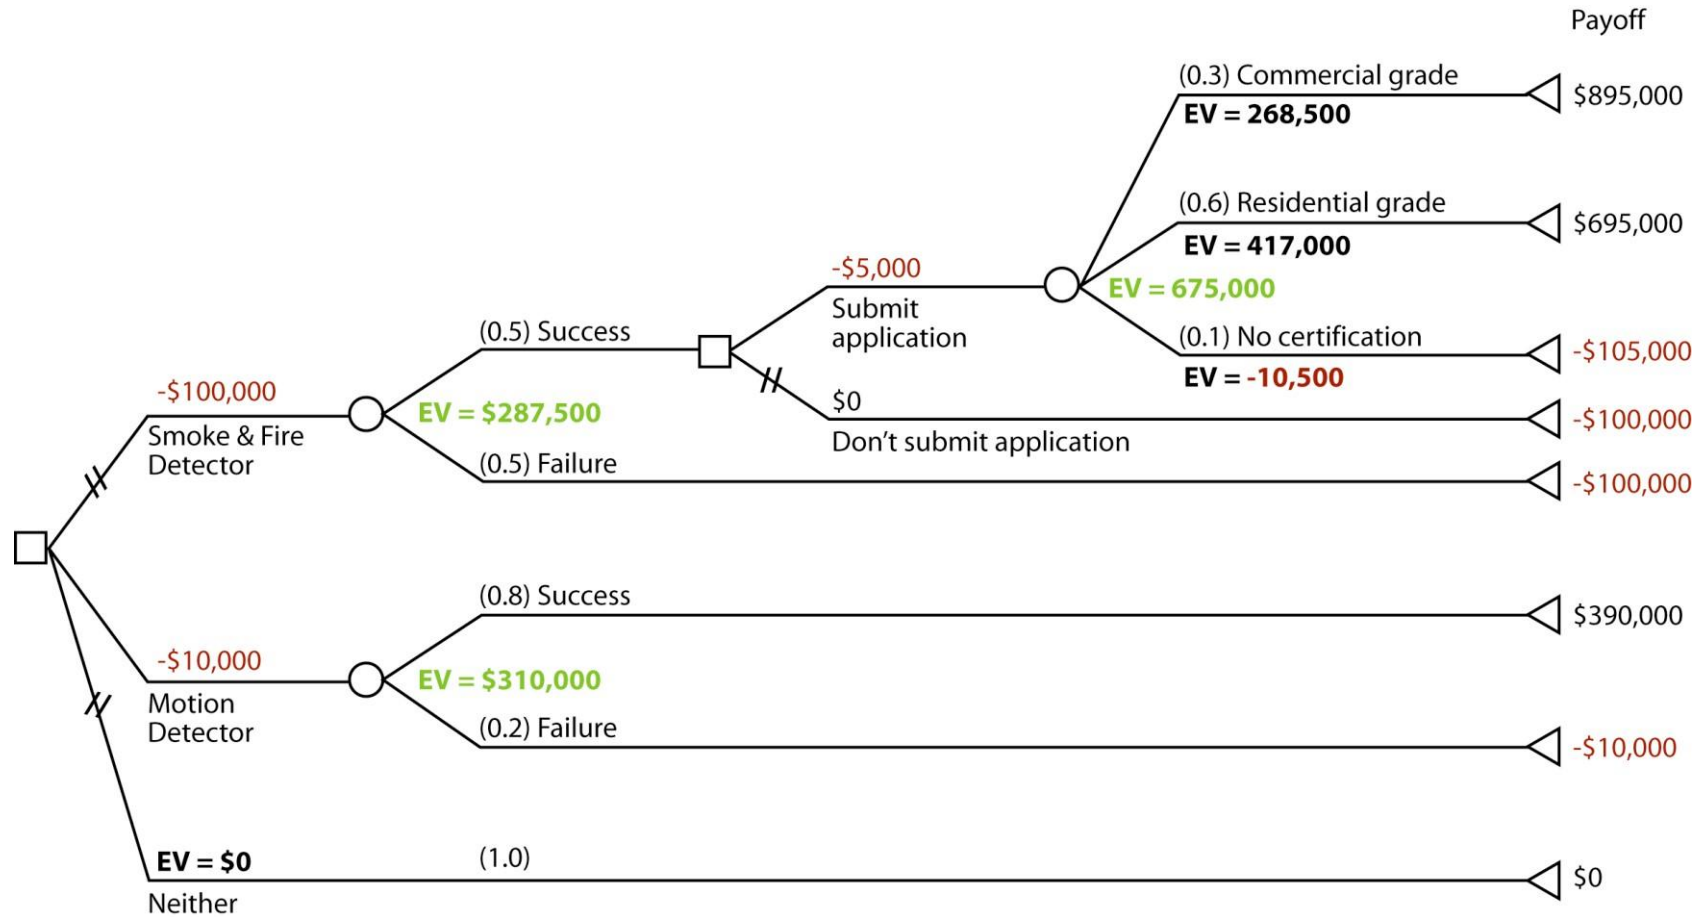 Payoff
(0.3) Commercial grade
$895,000
EV = 268,500
(0.6) Residential grade
$695,000
EV = 417,000
-$5,000
EV = 675,000
Submit
application
(0.5) Success
(0.1) No certification
-$105,000
EV = -10,500
-$100,000
$0
-$100,000
EV = $287,500
Smoke & Fire
Detector
Don't submit application
(0.5) Failure
-$100,000
(0.8) Success
$390,000
-$10,000
EV = $310,000
Motion
Detector
(0.2) Failure
-$10,000
EV = $0
(1.0)
$0
Neither